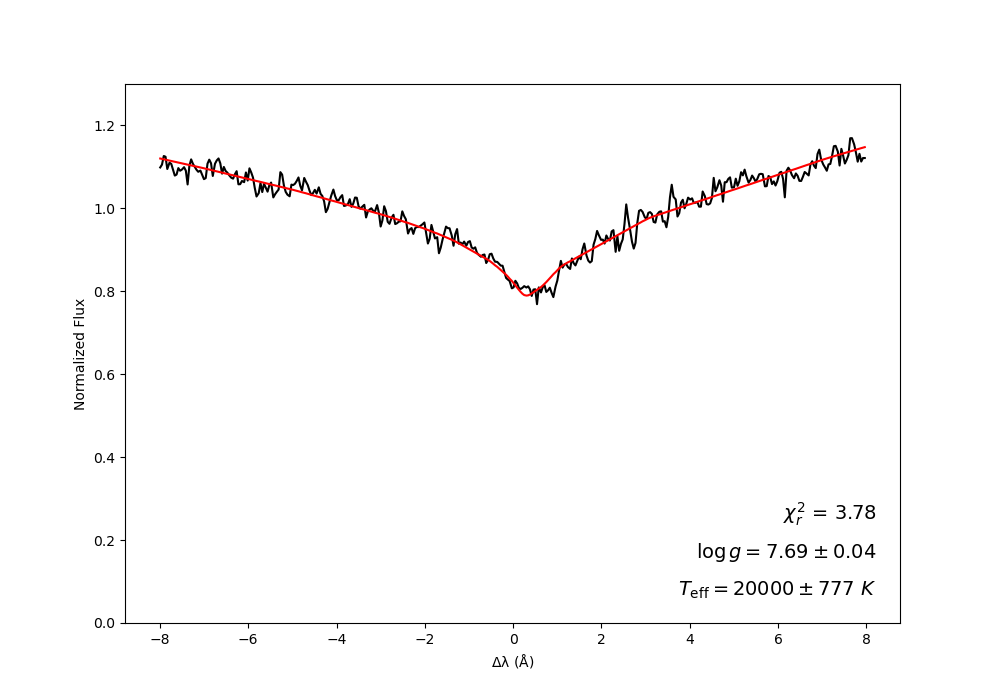 1.2
1.0
0.8
0.6
0.4
0.2
0.0
Normalized Flux
χ²ᵣ = 3.78
log g = 7.69 ± 0.04
T_eff = 20000 ± 777 K
−8 −6 −4 −2 0 2 4 6 8
Δλ (Å)